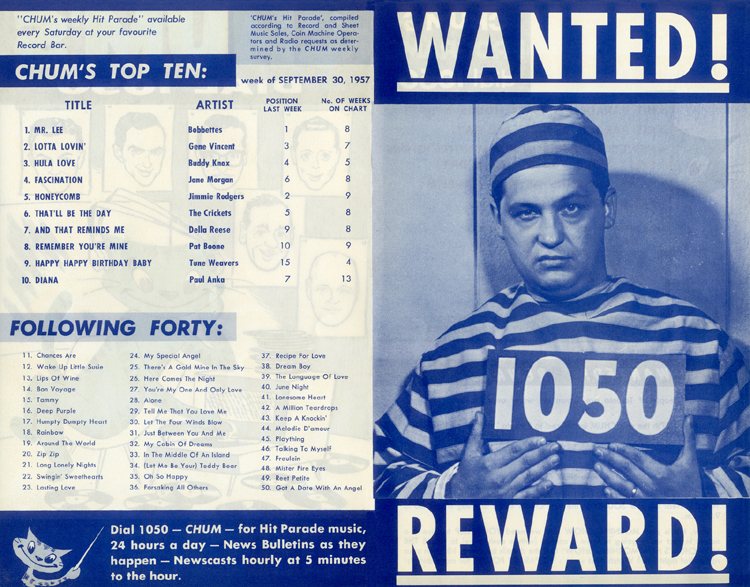 "CHUM's weekly Hit Parade" available
every Saturday at your favourite
Record Bar.
'CHUM's Hit Parade', compiled
according to Record and Sheet
Music Sales, Coin Machine Opera-
tors and Radio requests as deter-
mined by the CHUM weekly
survey.
CHUM'S TOP TEN:
week of SEPTEMBER 30, 1957
TITLE ARTIST POSITION LAST WEEK No. OF WEEKS ON CHART
1. MR. LEE Bobbettes 1 8
2. LOTTA LOVIN' Gene Vincent 3 7
3. HULA LOVE Buddy Knox 4 5
4. FASCINATION Jane Morgan 6 8
5. HONEYCOMB Jimmie Rodgers 2 9
6. THAT'LL BE THE DAY The Crickets 5 8
7. AND THAT REMINDS ME Della Reese 9 8
8. REMEMBER YOU'RE MINE Pat Boone 10 9
9. HAPPY HAPPY BIRTHDAY BABY Tune Weavers 15 4
10. DIANA Paul Anka 7 13
FOLLOWING FORTY:
11. Chances Are
12. Wake Up Little Susie
13. Lips Of Wine
14. Bon Voyage
15. Tammy
16. Deep Purple
17. Humpty Dumpty Heart
18. Rainbow
19. Around The World
20. Zip Zip
21. Long Lonely Nights
22. Swingin' Sweethearts
23. Lasting Love
24. My Special Angel
25. There's A Gold Mine In The Sky
26. Here Comes The Night
27. You're My One And Only Love
28. Alone
29. Tell Me That You Love Me
30. Let The Four Winds Blow
31. Just Between You And Me
32. My Cabin Of Dreams
33. In The Middle Of An Island
34. (Let Me Be Your) Teddy Bear
35. Oh So Happy
36. Forsaking All Others
37. Recipe For Love
38. Dream Boy
39. The Language Of Love
40. June Night
41. Lonesome Heart
42. A Million Teardrops
43. Keep A Knockin'
44. Melodie D'amour
45. Plaything
46. Talking To Myself
47. Fraulein
48. Mister Fire Eyes
49. Reet Petite
50. Got A Date With An Angel
Dial 1050 — CHUM — for Hit Parade music,
24 hours a day — News Bulletins as they
happen — Newscasts hourly at 5 minutes
to the hour.
WANTED!
1050
REWARD!